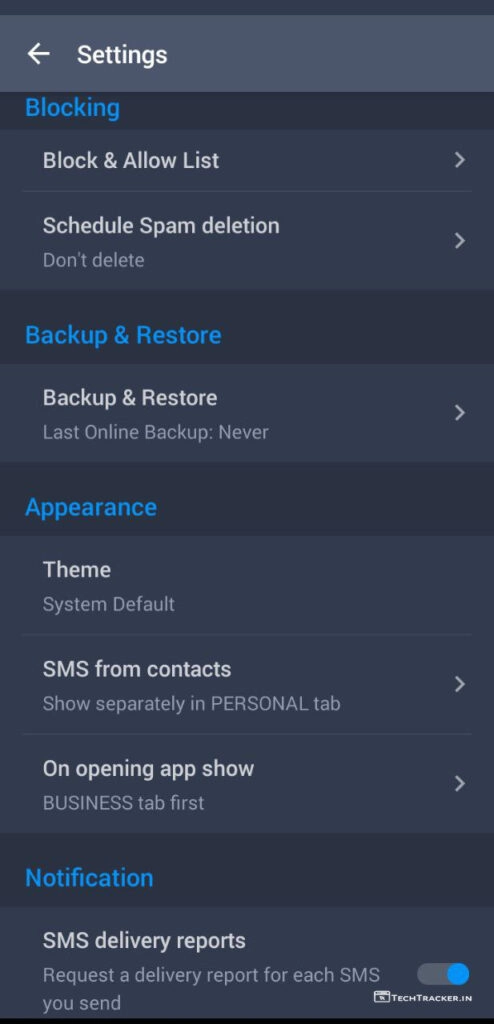 Settings
Blocking
Block & Allow List
Schedule Spam deletion
Don't delete
Backup & Restore
Backup & Restore
Last Online Backup: Never
Appearance
Theme
System Default
SMS from contacts
Show separately in PERSONAL tab
On opening app show
BUSINESS tab first
Notification
SMS delivery reports
Request a delivery report for each SMS
you send
TECHTRACKER.IN